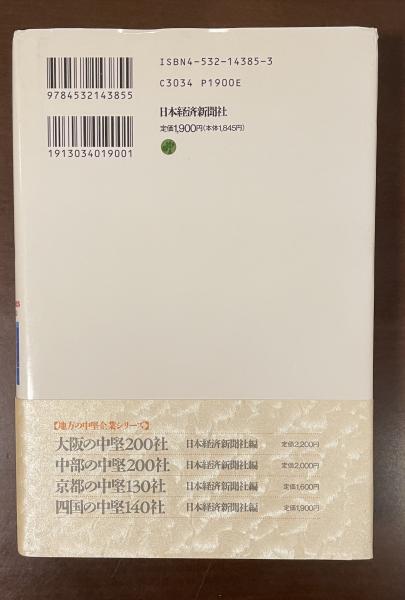 ISBN4-532-14385-3
9784532143855
C3034 P1900E
日本経済新聞社
定価1,900円(本体1,845円)
1913034019001
【地方の中堅企業シリーズ】
大阪の中堅200社 日本経済新聞社編 定価2,200円
中部の中堅200社 日本経済新聞社編 定価2,000円
京都の中堅130社 日本経済新聞社編 定価1,600円
四国の中堅140社 日本経済新聞社編 定価1,900円